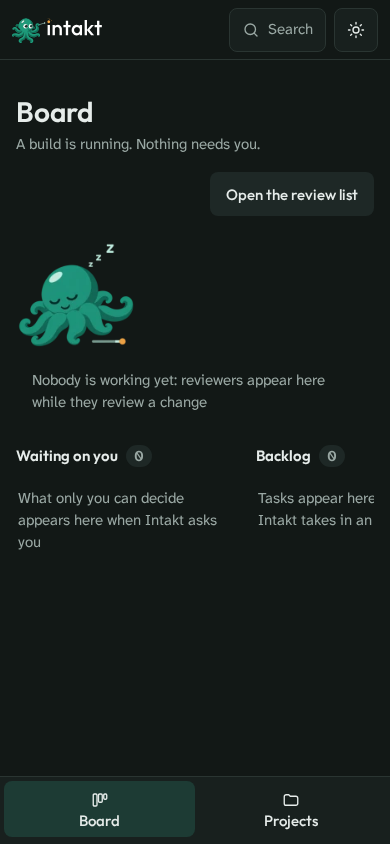 intakt
Search
Board
A build is running. Nothing needs you.
Open the review list
z z z
Nobody is working yet: reviewers appear here
while they review a change
Waiting on you 0
Backlog 0
What only you can decide
appears here when Intakt asks
you
Tasks appear here
Intakt takes in an
Board
Projects